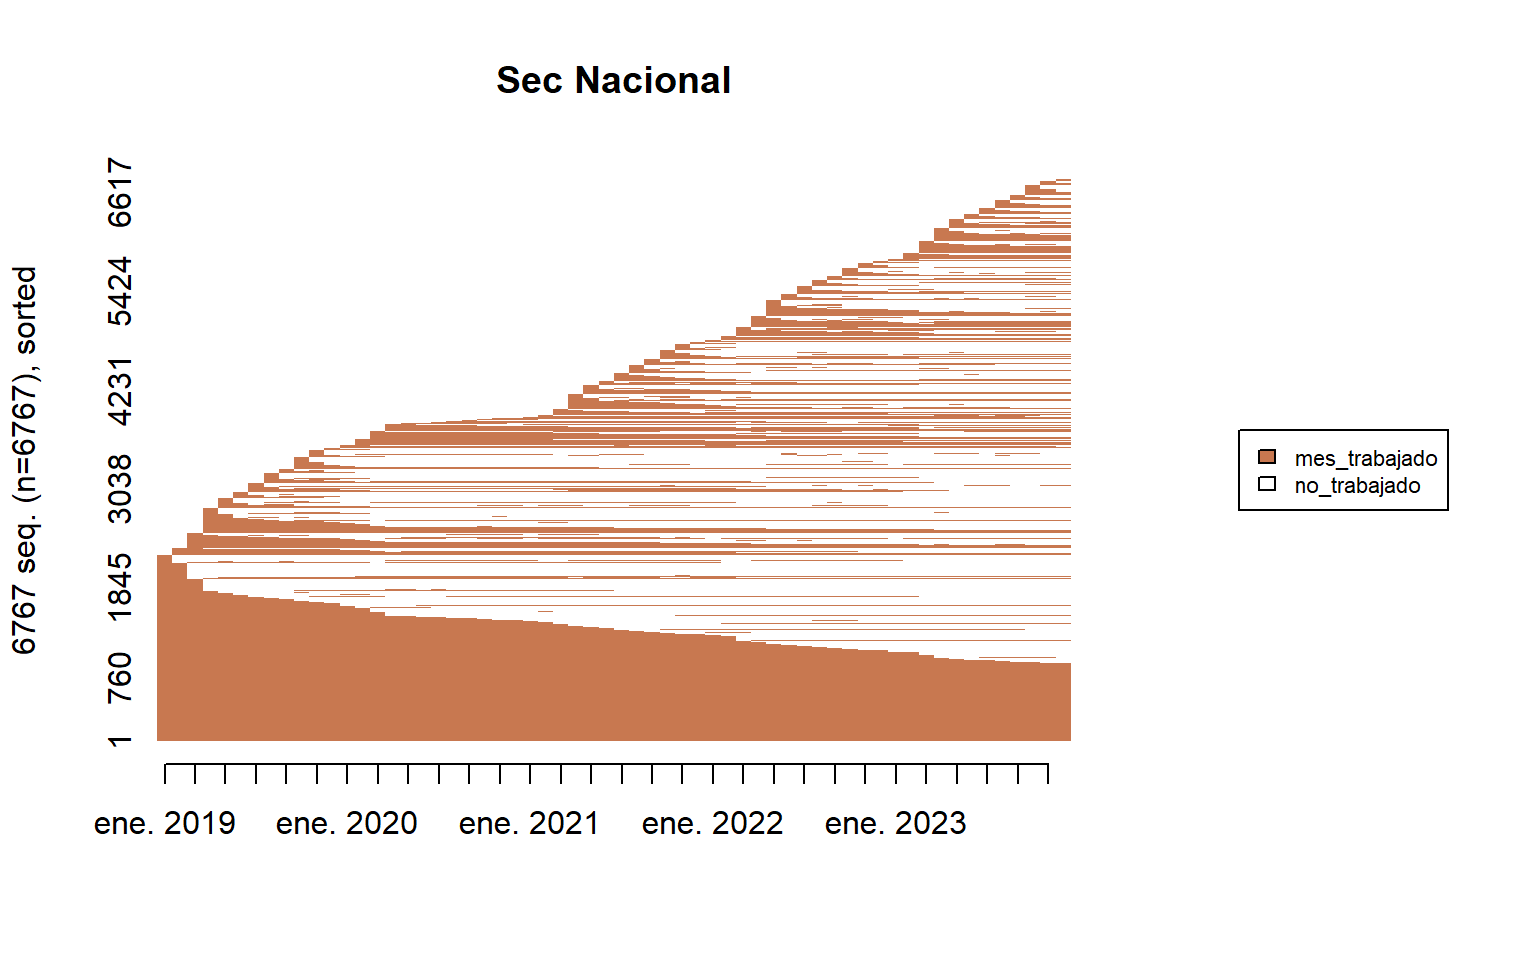 Sec Nacional
6767 seq. (n=6767), sorted
6617
5424
4231
3038
1845
760
1
ene. 2019 ene. 2020 ene. 2021 ene. 2022 ene. 2023
mes_trabajado
no_trabajado